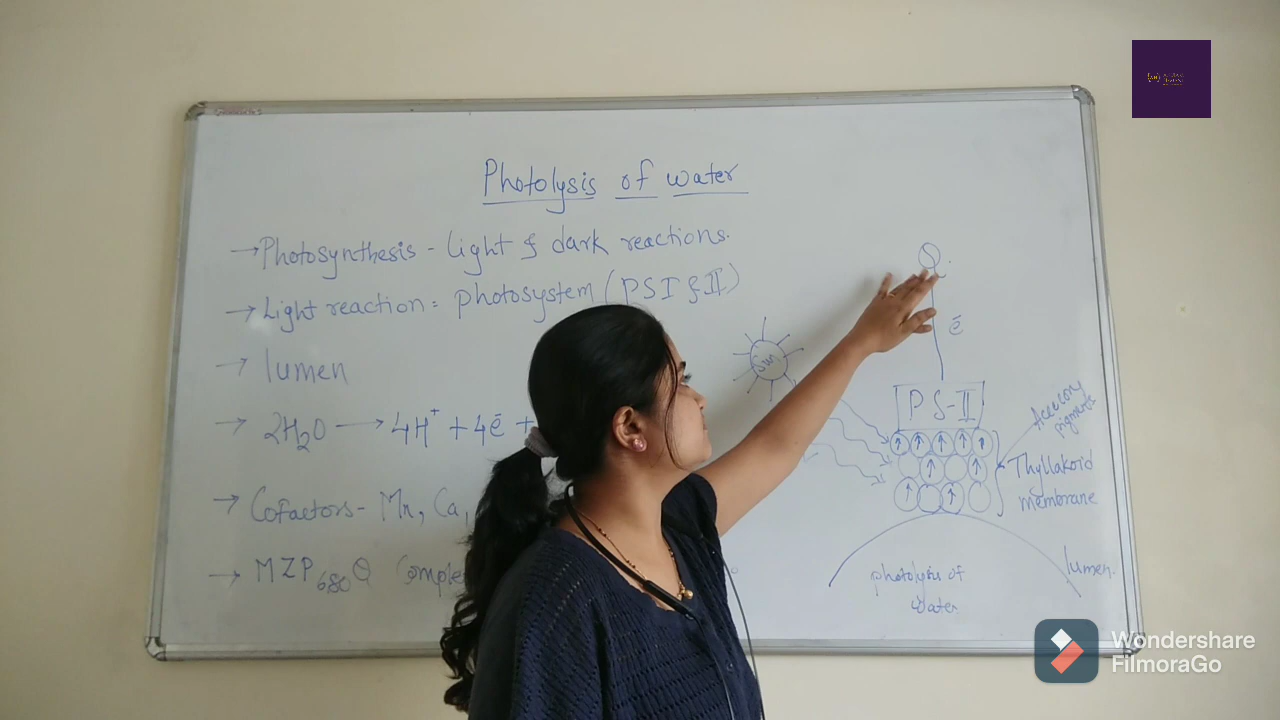 Photolysis of water
→ Photosynthesis - Light & dark reactions.
→ Light reaction = photosystem (PS I & II)
→ lumen
→ 2H₂O → 4H⁺ + 4ē +
→ Cofactors - Mn, Ca,
→ MZP₆₈₀Q Comple
Q
ē
Sun
PS-II
Accessory pigments
Thyllakoid
membrane
lumen.
photolysis of
water
Wondershare
FilmoraGo